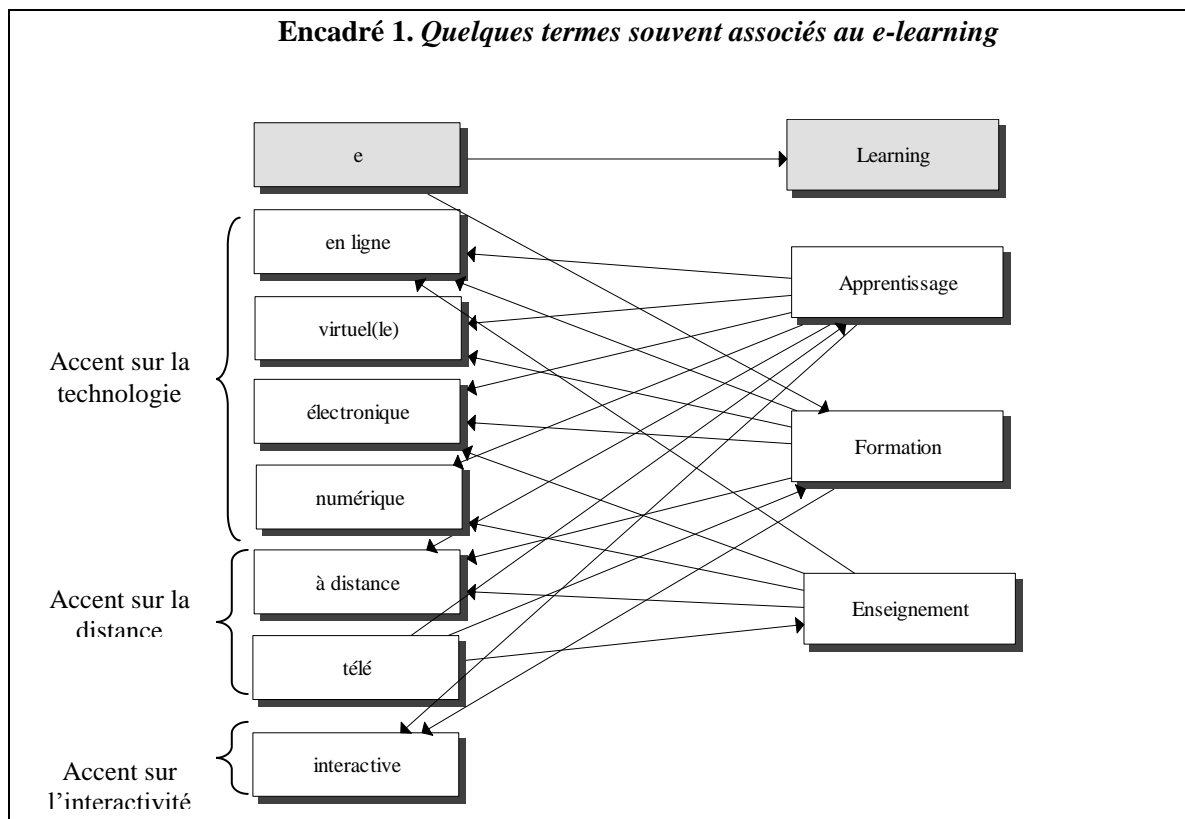 Encadré 1. Quelques termes souvent associés au e-learning
e
Learning
en ligne
Apprentissage
virtuel(le)
Accent sur la
technologie
électronique
Formation
numérique
à distance
Accent sur la
distance
Enseignement
télé
interactive
Accent sur
l’interactivité